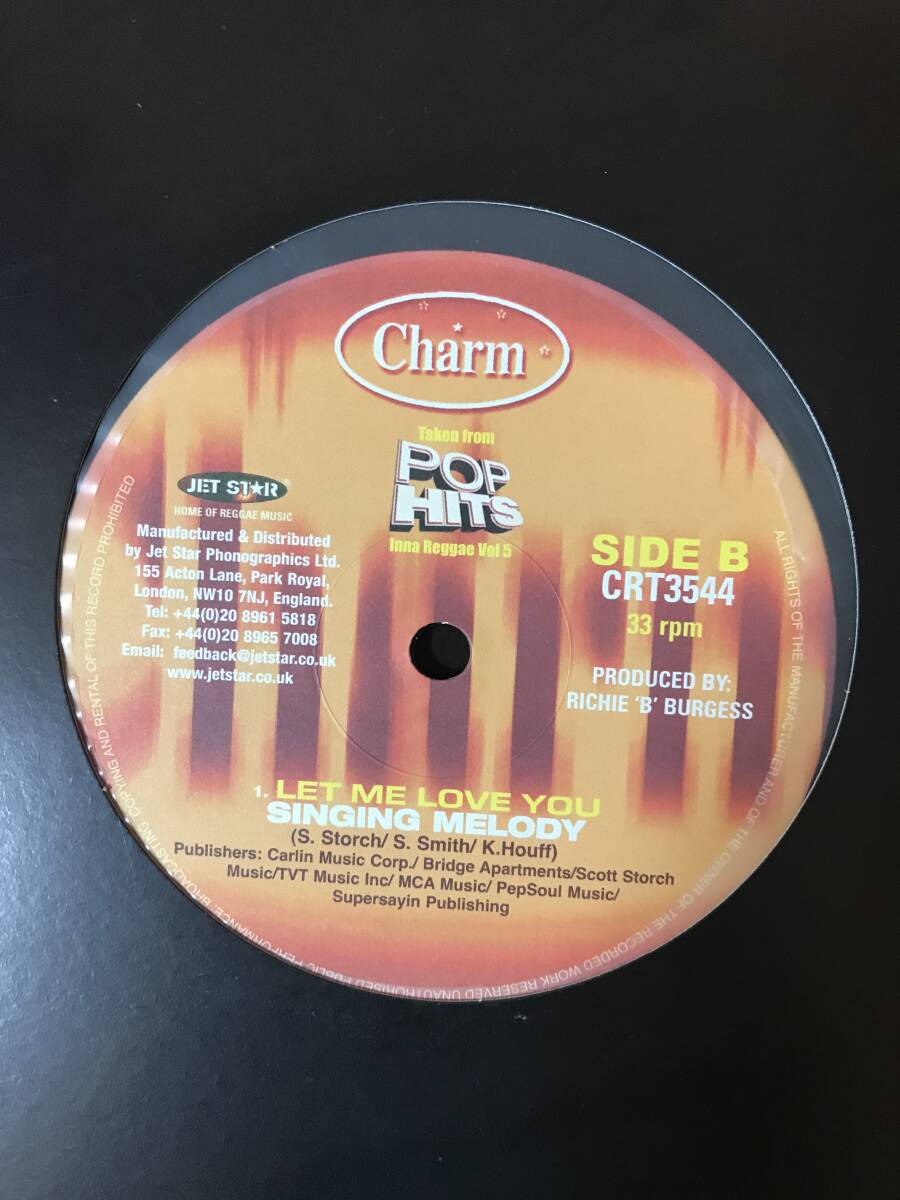 Charm
Taken from
POP
HITS
Inna Reggae Vol 5
JET ST★R
HOME OF REGGAE MUSIC
Manufactured & Distributed
by Jet Star Phonographics Ltd.
155 Acton Lane, Park Royal,
London, NW10 7NJ, England.
Tel: +44(0)20 8961 5818
Fax: +44(0)20 8965 7008
Email: feedback@jetstar.co.uk
www.jetstar.co.uk
SIDE B
CRT3544
33 rpm
PRODUCED BY:
RICHIE 'B' BURGESS
1. LET ME LOVE YOU
SINGING MELODY
(S. Storch/ S. Smith/ K.Houff)
Publishers: Carlin Music Corp./ Bridge Apartments/Scott Storch
Music/TVT Music Inc/ MCA Music/ PepSoul Music/
Supersayin Publishing
ALL RIGHTS OF THE MANUFACTURER AND OF THE OWNER OF THE RECORDED WORK RESERVED UNAUTHORISED PUBLIC PERFORMANCE, BROADCASTING, COPYING AND RENTAL OF THIS RECORD PROHIBITED